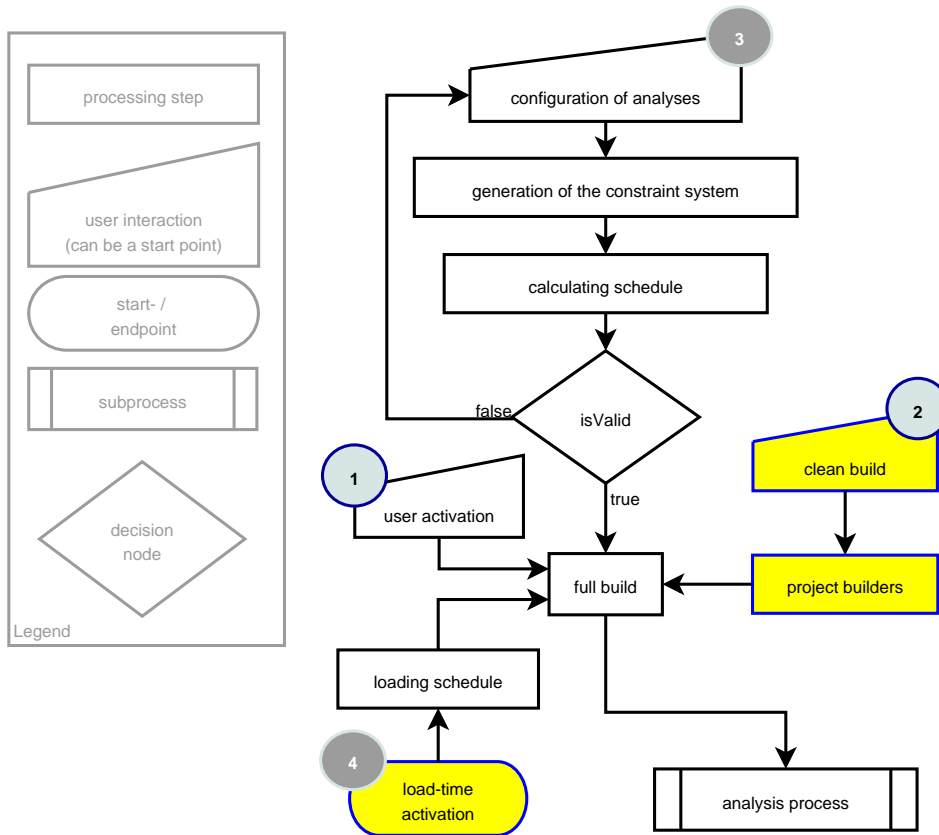 processing step
user interaction
(can be a start point)
start- /
endpoint
subprocess
decision
node
Legend
3
configuration of analyses
generation of the constraint system
calculating schedule
isValid
false
true
2
clean build
project builders
1
user activation
full build
loading schedule
4
load-time
activation
analysis process